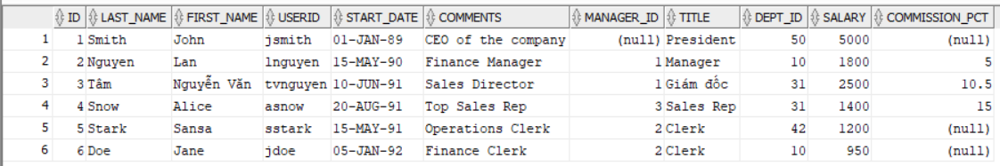 ID LAST_NAME FIRST_NAME USERID START_DATE COMMENTS MANAGER_ID TITLE DEPT_ID SALARY COMMISSION_PCT
1 1 Smith John jsmith 01-JAN-89 CEO of the company (null) President 50 5000 (null)
2 2 Nguyen Lan lnguyen 15-MAY-90 Finance Manager 1 Manager 10 1800 5
3 3 Tâm Nguyễn Văn tvnguyen 10-JUN-91 Sales Director 1 Giám đốc 31 2500 10.5
4 4 Snow Alice asnow 20-AUG-91 Top Sales Rep 3 Sales Rep 31 1400 15
5 5 Stark Sansa sstark 15-MAY-91 Operations Clerk 2 Clerk 42 1200 (null)
6 6 Doe Jane jdoe 05-JAN-92 Finance Clerk 2 Clerk 10 950 (null)